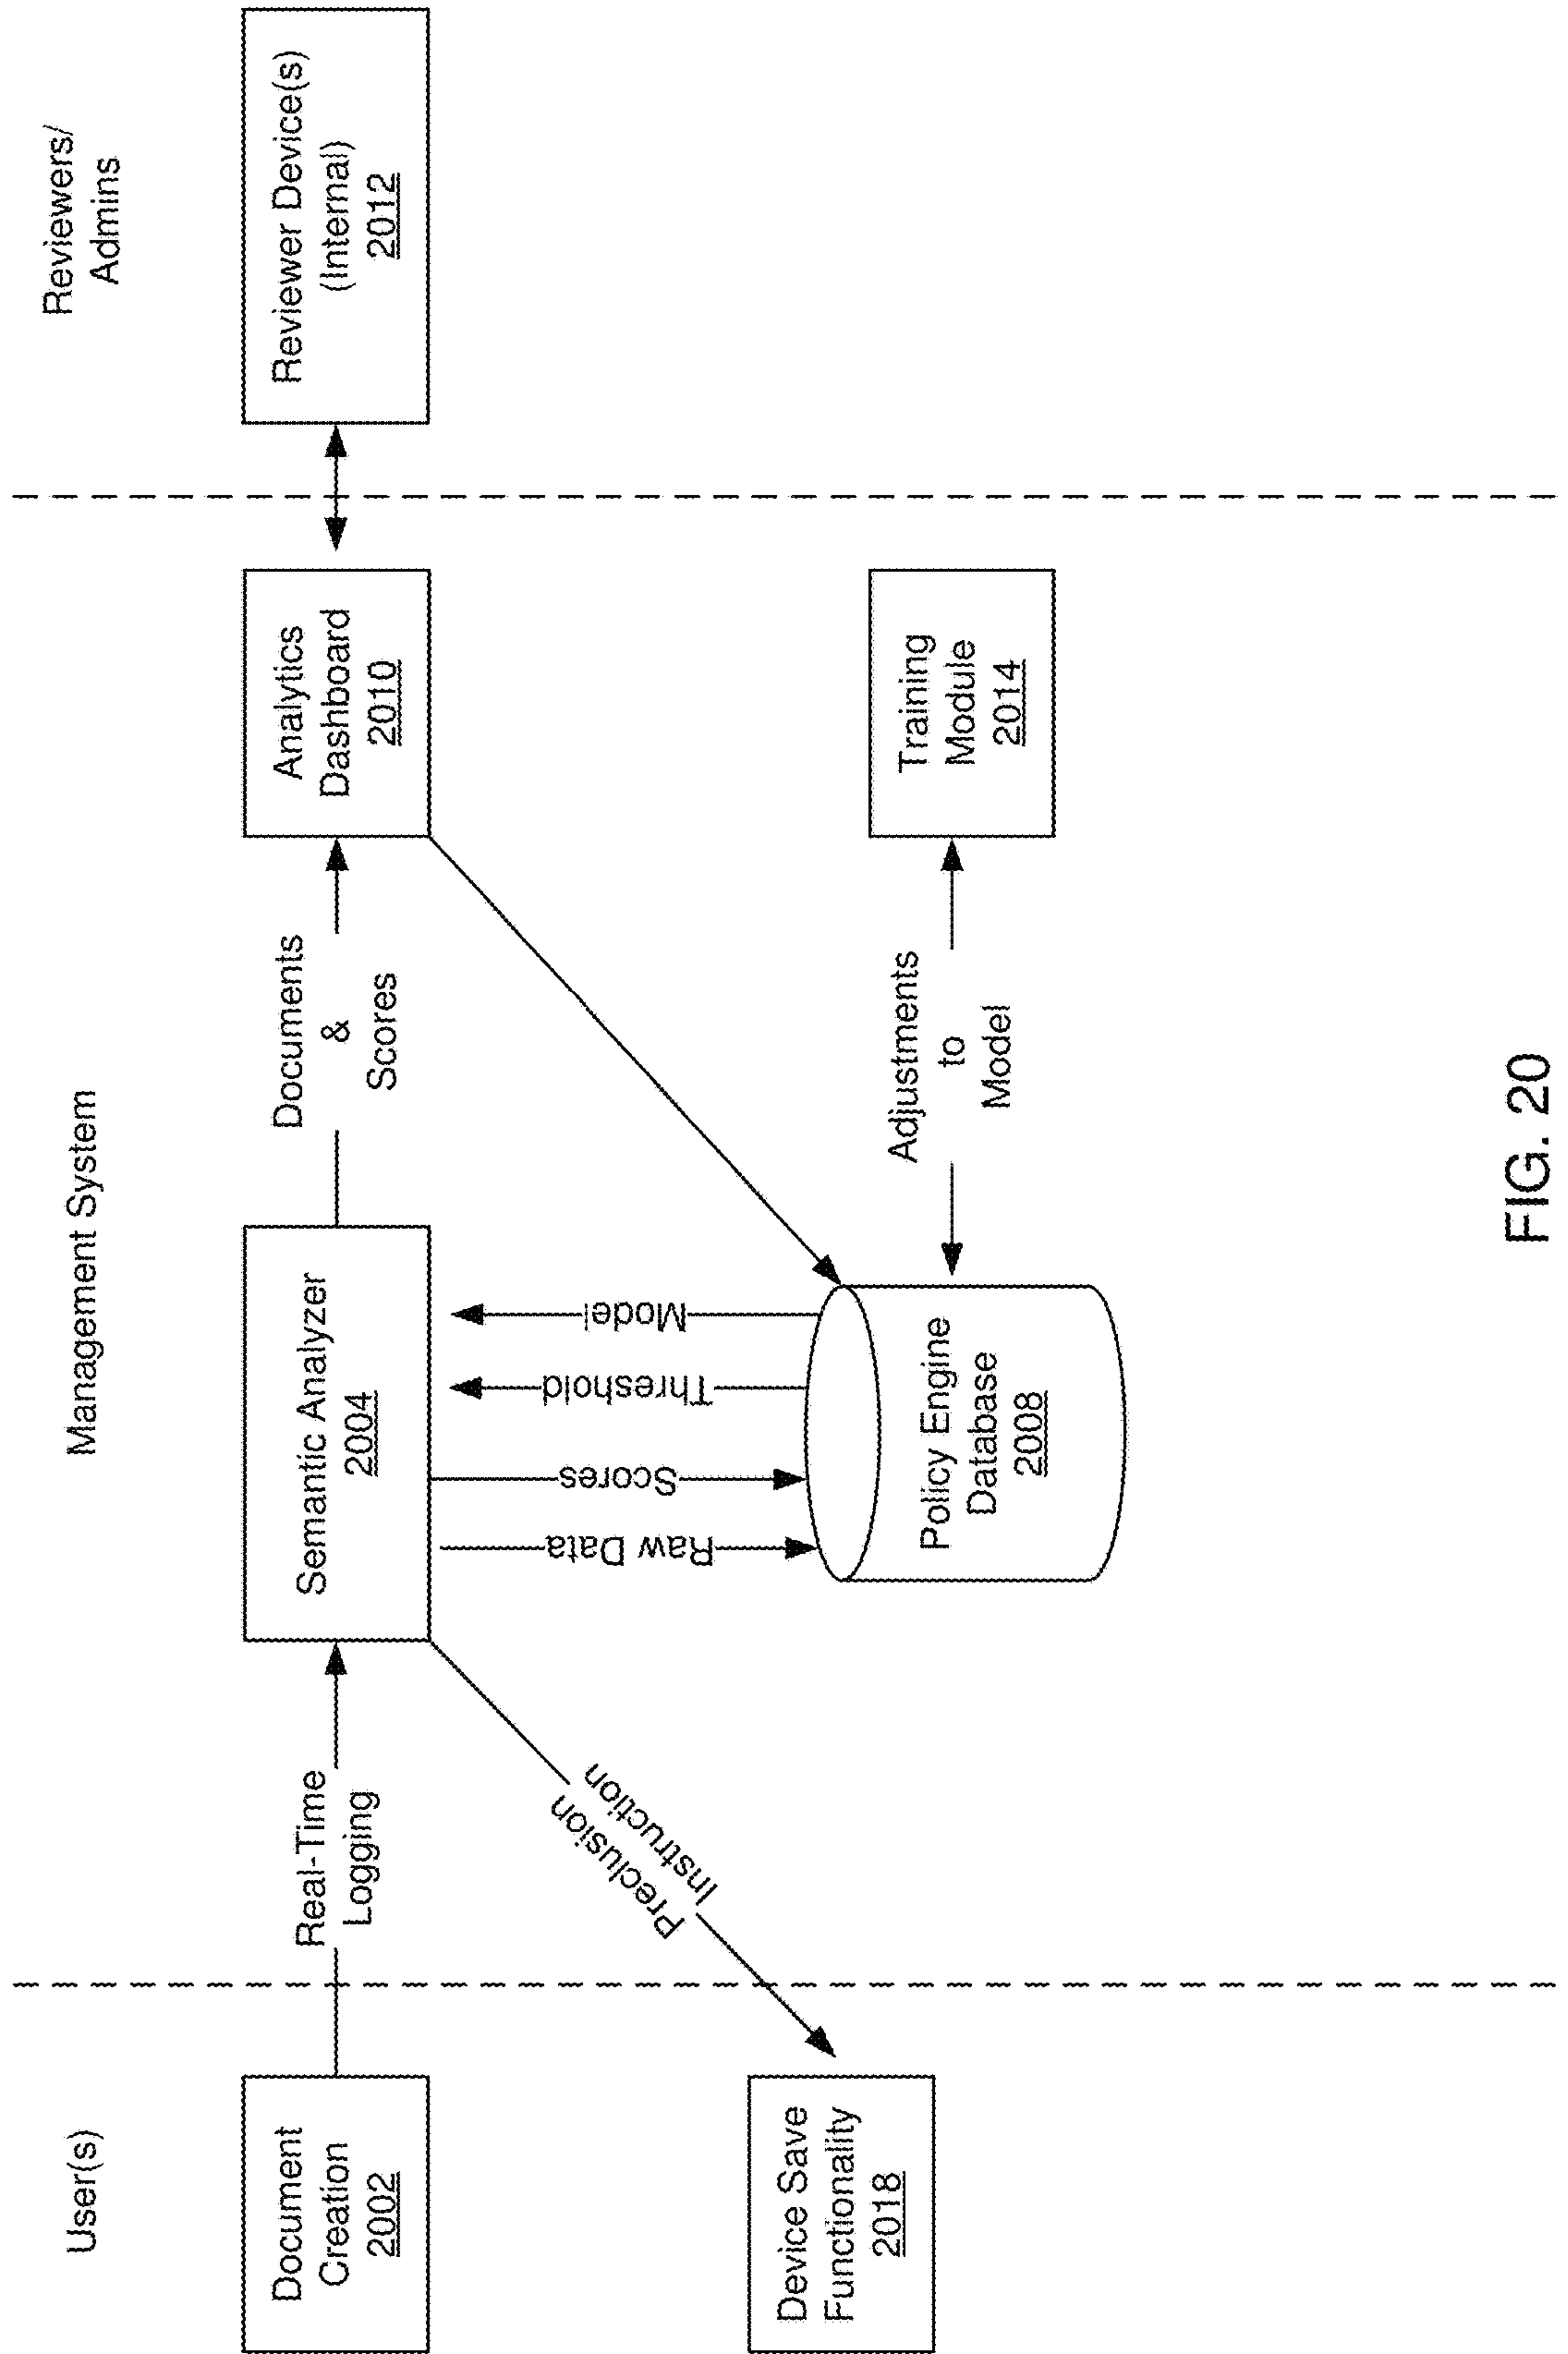 User(s)
Management System
Reviewers/
Admins
Document
Creation
2002
Real-Time
Logging
Semantic Analyzer
2004
Documents
&
Scores
Analytics
Dashboard
2010
Reviewer Device(s)
(Internal)
2012
Preclusion
Instruction
Raw Data
Scores
Threshold
Model
Device Save
Functionality
2018
Policy Engine
Database
2008
Adjustments
to
Model
Training
Module
2014
FIG. 20